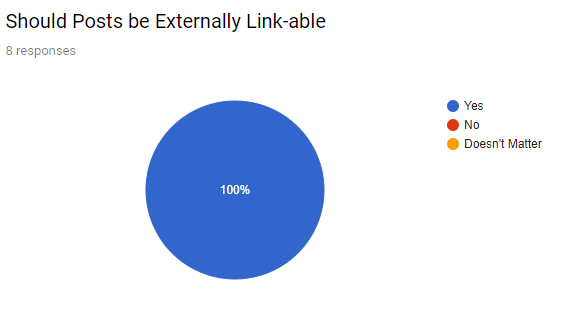 Should Posts be Externally Link-able
8 responses
Yes
No
Doesn't Matter
100%